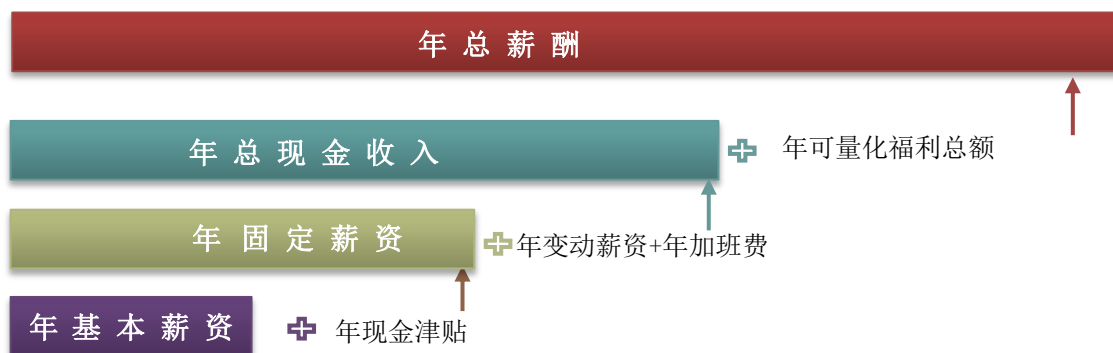 年总薪酬
年总现金收入 年可量化福利总额
年固定薪资 年变动薪资+年加班费
年基本薪资 年现金津贴